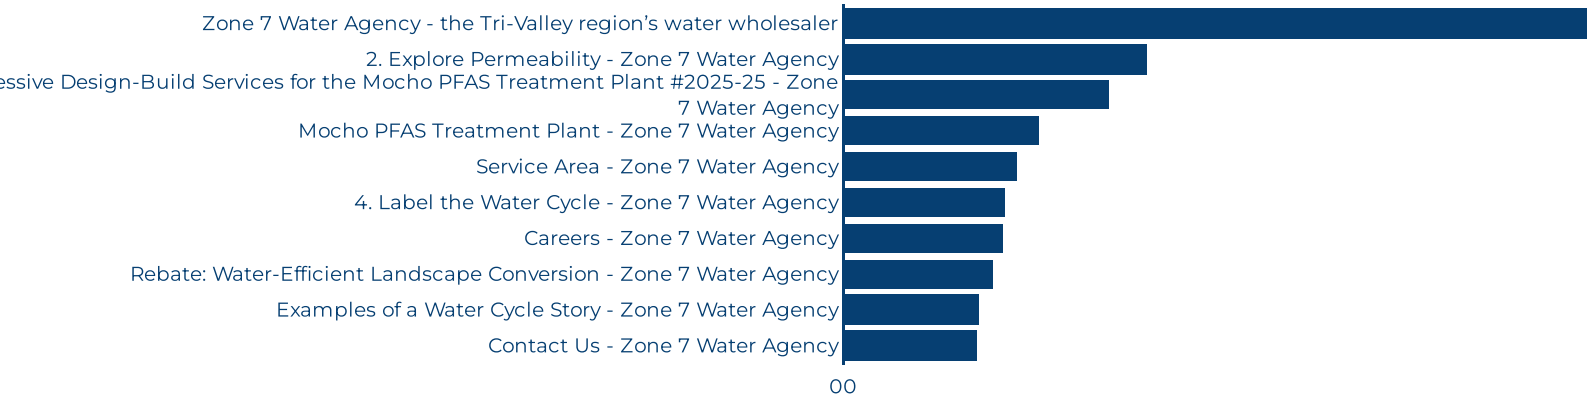 Zone 7 Water Agency - the Tri-Valley region’s water wholesaler
2. Explore Permeability - Zone 7 Water Agency
Design-Build Services for the Mocho PFAS Treatment Plant #2025-25 - Zone
7 Water Agency
Mocho PFAS Treatment Plant - Zone 7 Water Agency
Service Area - Zone 7 Water Agency
4. Label the Water Cycle - Zone 7 Water Agency
Careers - Zone 7 Water Agency
Rebate: Water-Efficient Landscape Conversion - Zone 7 Water Agency
Examples of a Water Cycle Story - Zone 7 Water Agency
Contact Us - Zone 7 Water Agency
00